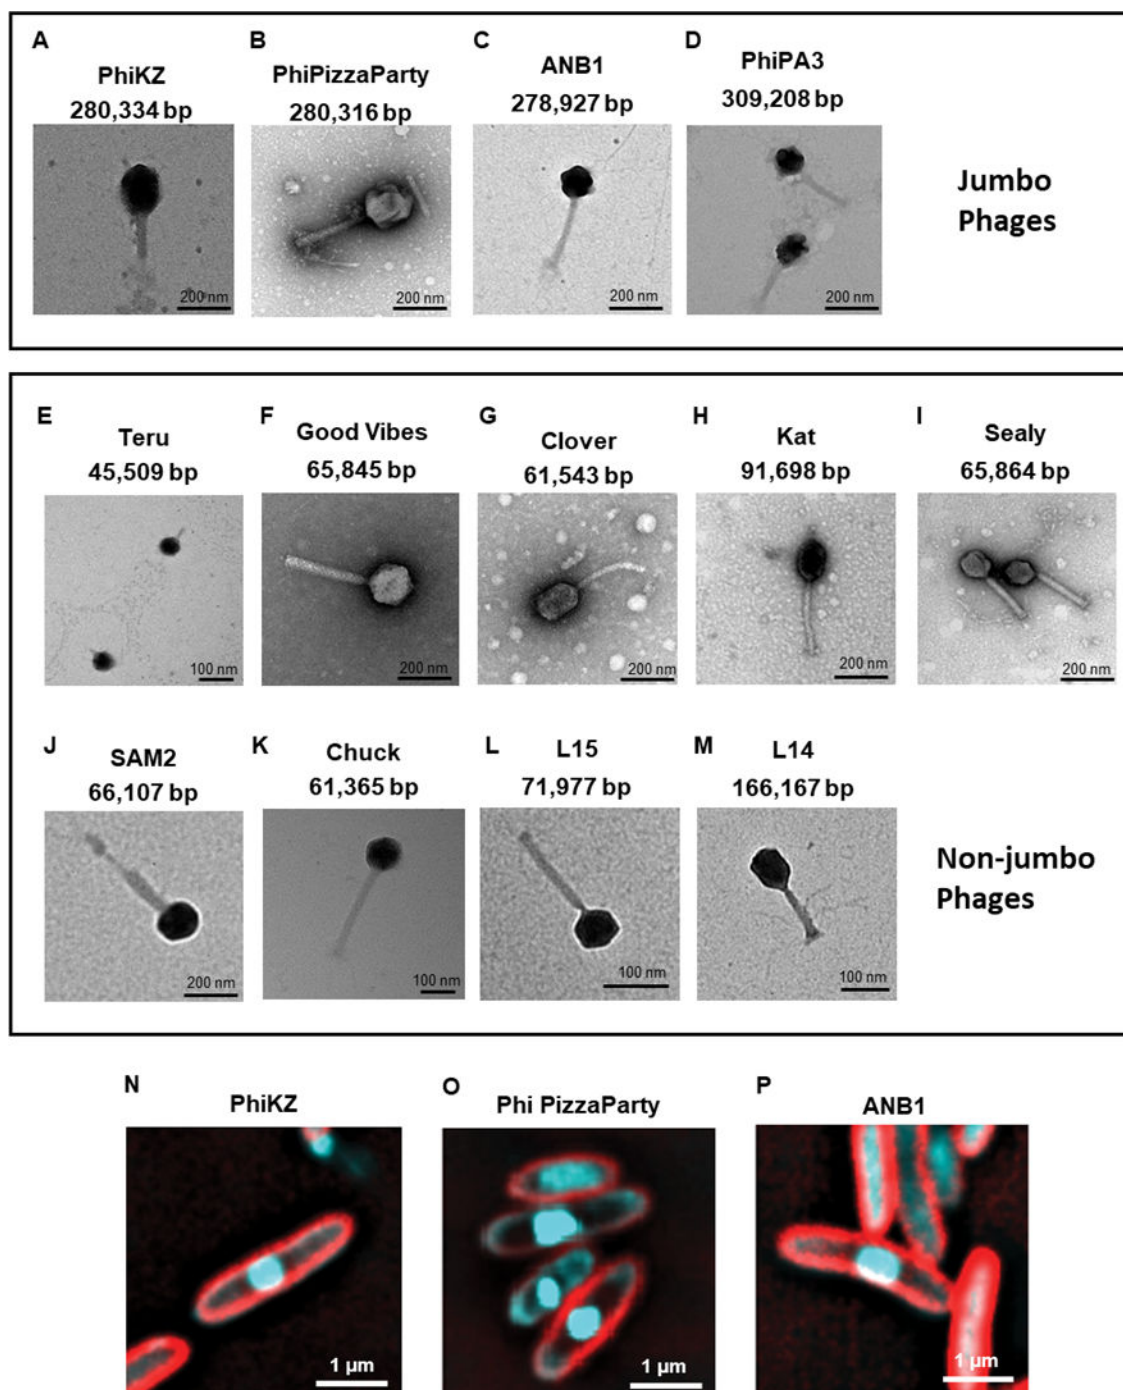 A
PhiKZ
280,334 bp
200 nm
B
PhiPizzaParty
280,316 bp
200 nm
C
ANB1
278,927 bp
200 nm
D
PhiPA3
309,208 bp
200 nm
Jumbo
Phages
E
Teru
45,509 bp
100 nm
F
Good Vibes
65,845 bp
200 nm
G
Clover
61,543 bp
200 nm
H
Kat
91,698 bp
200 nm
I
Sealy
65,864 bp
200 nm
J
SAM2
66,107 bp
200 nm
K
Chuck
61,365 bp
100 nm
L
L15
71,977 bp
100 nm
M
L14
166,167 bp
100 nm
Non-jumbo
Phages
N
PhiKZ
1 µm
O
Phi PizzaParty
1 µm
P
ANB1
1 µm